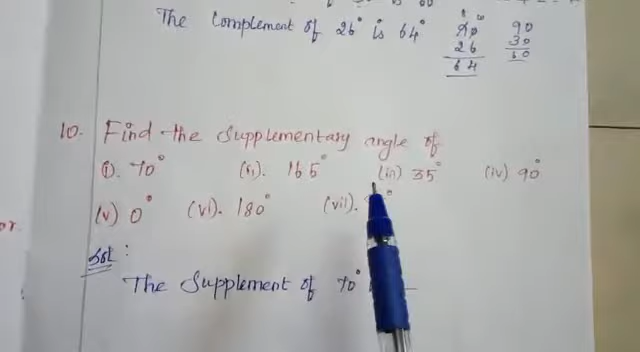 The Complement of 26° is 64°
90 26 64
90 30 60
10. Find the Supplementary angle of
(i). 70° (ii). 165° (iii) 35° (iv) 90°
(v) 0° (vi). 180° (vii).
Sol:
The Supplement of 70°